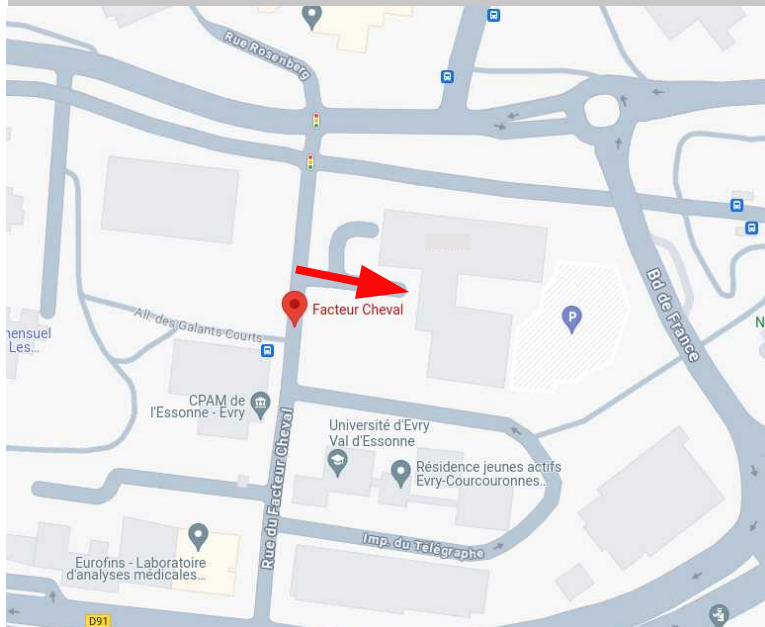 Rue Rosenberg
Bd de France
Facteur Cheval
P
All. des Galants Courts
mensuel
Les...
N
CPAM de
l'Essonne - Evry
Université d'Evry
Val d'Essonne
Résidence jeunes actifs
Evry-Courcouronnes...
Rue du Facteur Cheval
Imp. du Télégraphe
Eurofins - Laboratoire
d'analyses médicales...
D91